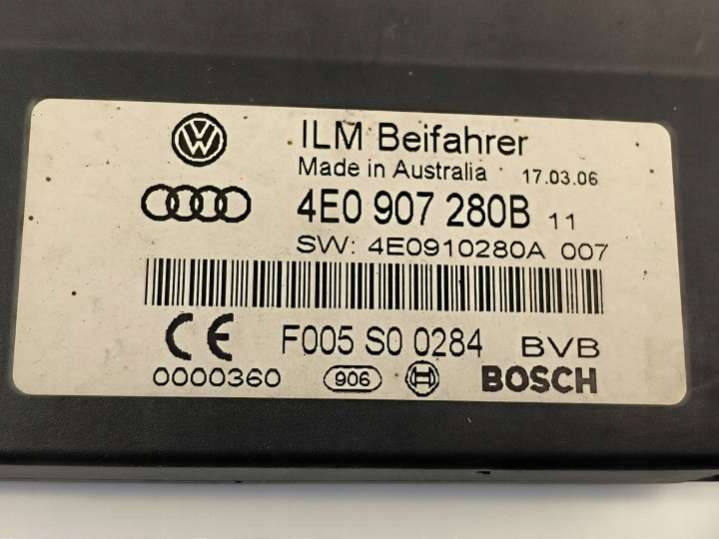 ILM Beifahrer
Made in Australia 17.03.06
4E0 907 280B 11
SW: 4E0910280A 007
CE F005 S0 0284 BVB
0000360 906 BOSCH